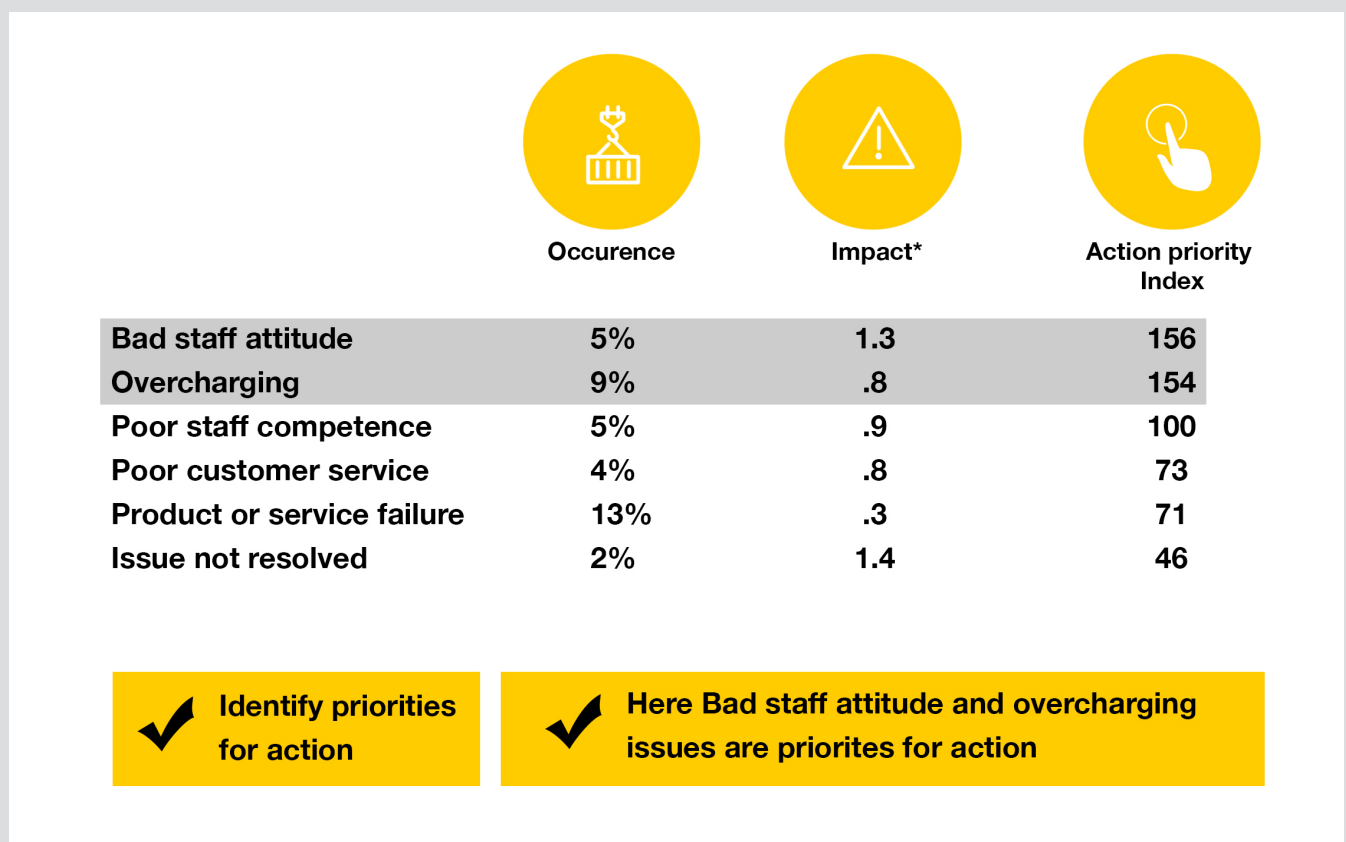 Occurence Impact* Action priority
Index
Bad staff attitude 5% 1.3 156
Overcharging 9% .8 154
Poor staff competence 5% .9 100
Poor customer service 4% .8 73
Product or service failure 13% .3 71
Issue not resolved 2% 1.4 46
Identify priorities
for action
Here Bad staff attitude and overcharging
issues are priorites for action